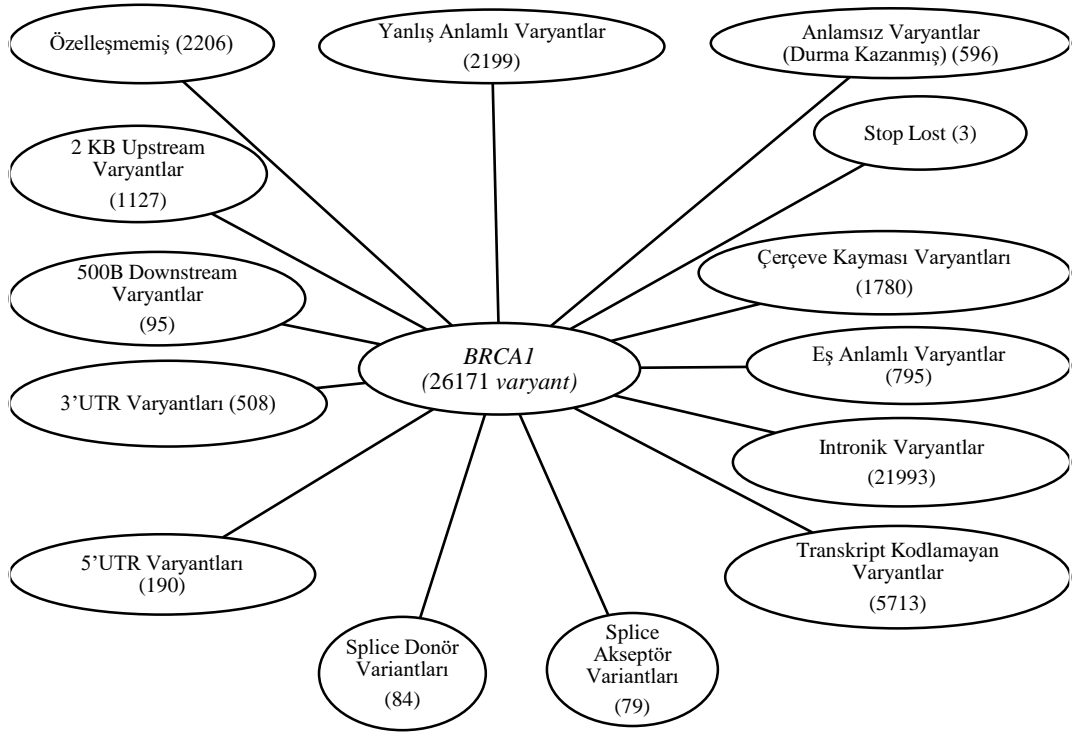 Özelleşmemiş (2206)
Yanlış Anlamlı Varyantlar
(2199)
Anlamsız Varyantlar
(Durma Kazanmış) (596)
Stop Lost (3)
2 KB Upstream
Varyantlar
(1127)
500B Downstream
Varyantlar
(95)
Çerçeve Kayması Varyantları
(1780)
BRCA1
(26171 varyant)
Eş Anlamlı Varyantlar
(795)
3’UTR Varyantları (508)
Intronik Varyantlar
(21993)
5’UTR Varyantları
(190)
Transkript Kodlamayan
Varyantlar
(5713)
Splice Donör
Variantları
(84)
Splice
Akseptör
Variantları
(79)